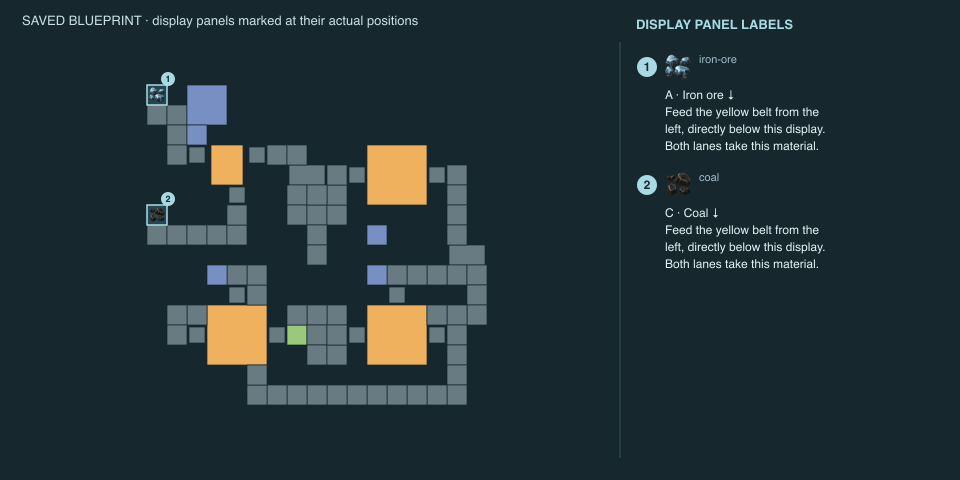 SAVED BLUEPRINT · display panels marked at their actual positions
DISPLAY PANEL LABELS
1
1
iron-ore
A · Iron ore ↓
Feed the yellow belt from the
left, directly below this display.
Both lanes take this material.
2
2
coal
C · Coal ↓
Feed the yellow belt from the
left, directly below this display.
Both lanes take this material.